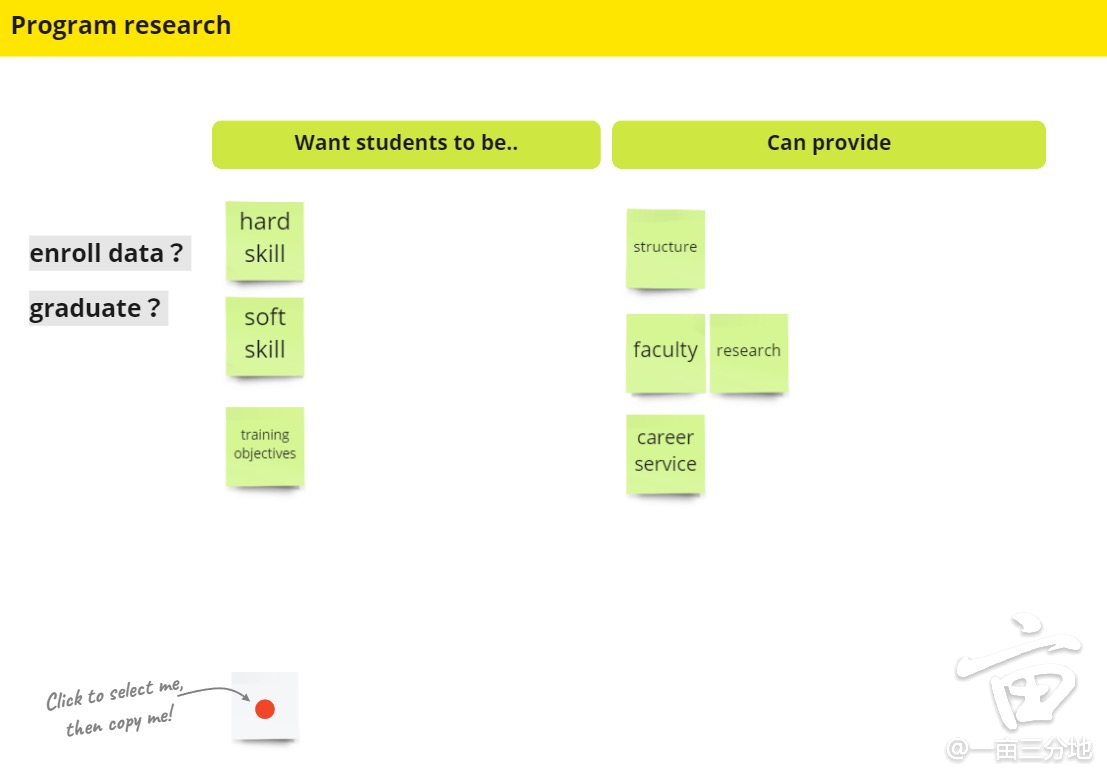 Program research
Want students to be..
Can provide
enroll data ?
graduate ?
hard
skill
soft
skill
training
objectives
structure
faculty
research
career
service
Click to select me,
then copy me!
亩
@一亩三分地